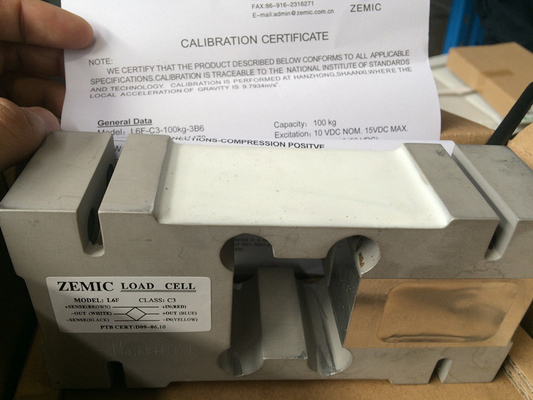 FAX:86-916-2316271
E-mail:admin@zemic.com.cn
ZEMIC
CALIBRATION CERTIFICATE
NOTE:
WE CERTIFY THAT THE PRODUCT DESCRIBED BELOW CONFORMS TO ALL APPLICABLE
SPECIFICATIONS.CALIBRATION IS TRACEABLE TO THE NATIONAL INSTITUTE OF STANDARDS
AND TECHNOLOGY. CALIBRATION IS PERFORMED AT HANZHONG,SHAANXI,WHERE THE
LOCAL ACCELERATION OF GRAVITY IS 9.7934m/s²
General Data
Model: L6F-C3-100kg-3B6
Capacity: 100 kg
Excitation: 10 VDC NOM. 15VDC MAX.
-COMPRESSION POSITVE
ZEMIC LOAD CELL
MODEL: L6F CLASS: C3
+SENSE(BROWN) +IN(RED)
-OUT (WHITE) +OUT (BLUE)
-SENSE(BLACK) -IN(YELLOW)
PTB CERT:D09-06.10